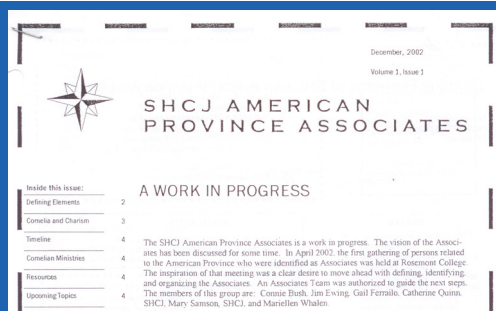 December, 2002
Volume 1, Issue 1
SHCJ AMERICAN
PROVINCE ASSOCIATES
Inside this issue:
Defining Elements 2
Cornelia and Charism 3
Timeline 4
Cornelian Ministries 4
Resources 4
Upcoming Topics 4
A WORK IN PROGRESS
The SHCJ American Province Associates is a work in progress. The vision of the Associ-
ates has been discussed for some time. In April 2002, the first gathering of persons related
to the American Province who were identified as Associates was held at Rosemont College.
The inspiration of that meeting was a clear desire to move ahead with defining, identifying,
and organizing the Associates. An Associates Team was authorized to guide the next steps.
The members of this group are: Connie Bush, Jim Ewing, Gail Ferrailo, Catherine Quinn,
SHCJ, Mary Samson, SHCJ, and Mariellen Whalen.